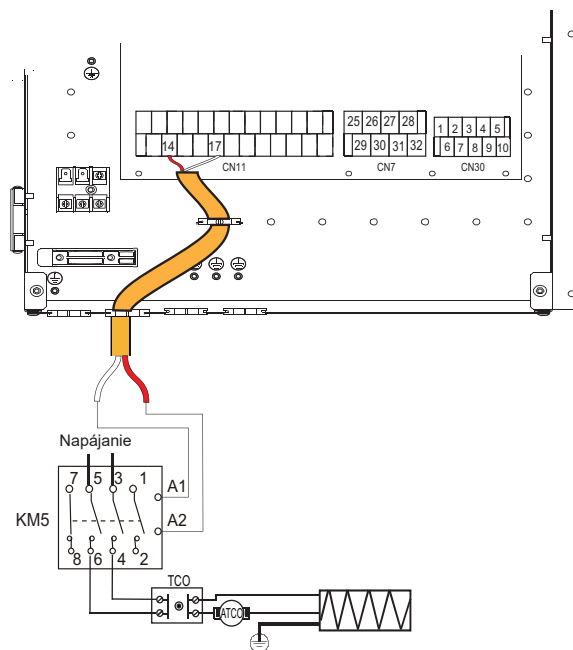 25 26 27 28
1 2 3 4 5
14 17
29 30 31 32
6 7 8 9 10
CN11 CN7 CN30
Napájanie
7 5 3 1 A1
KM5 A2
8 6 4 2
TCO
ATCO